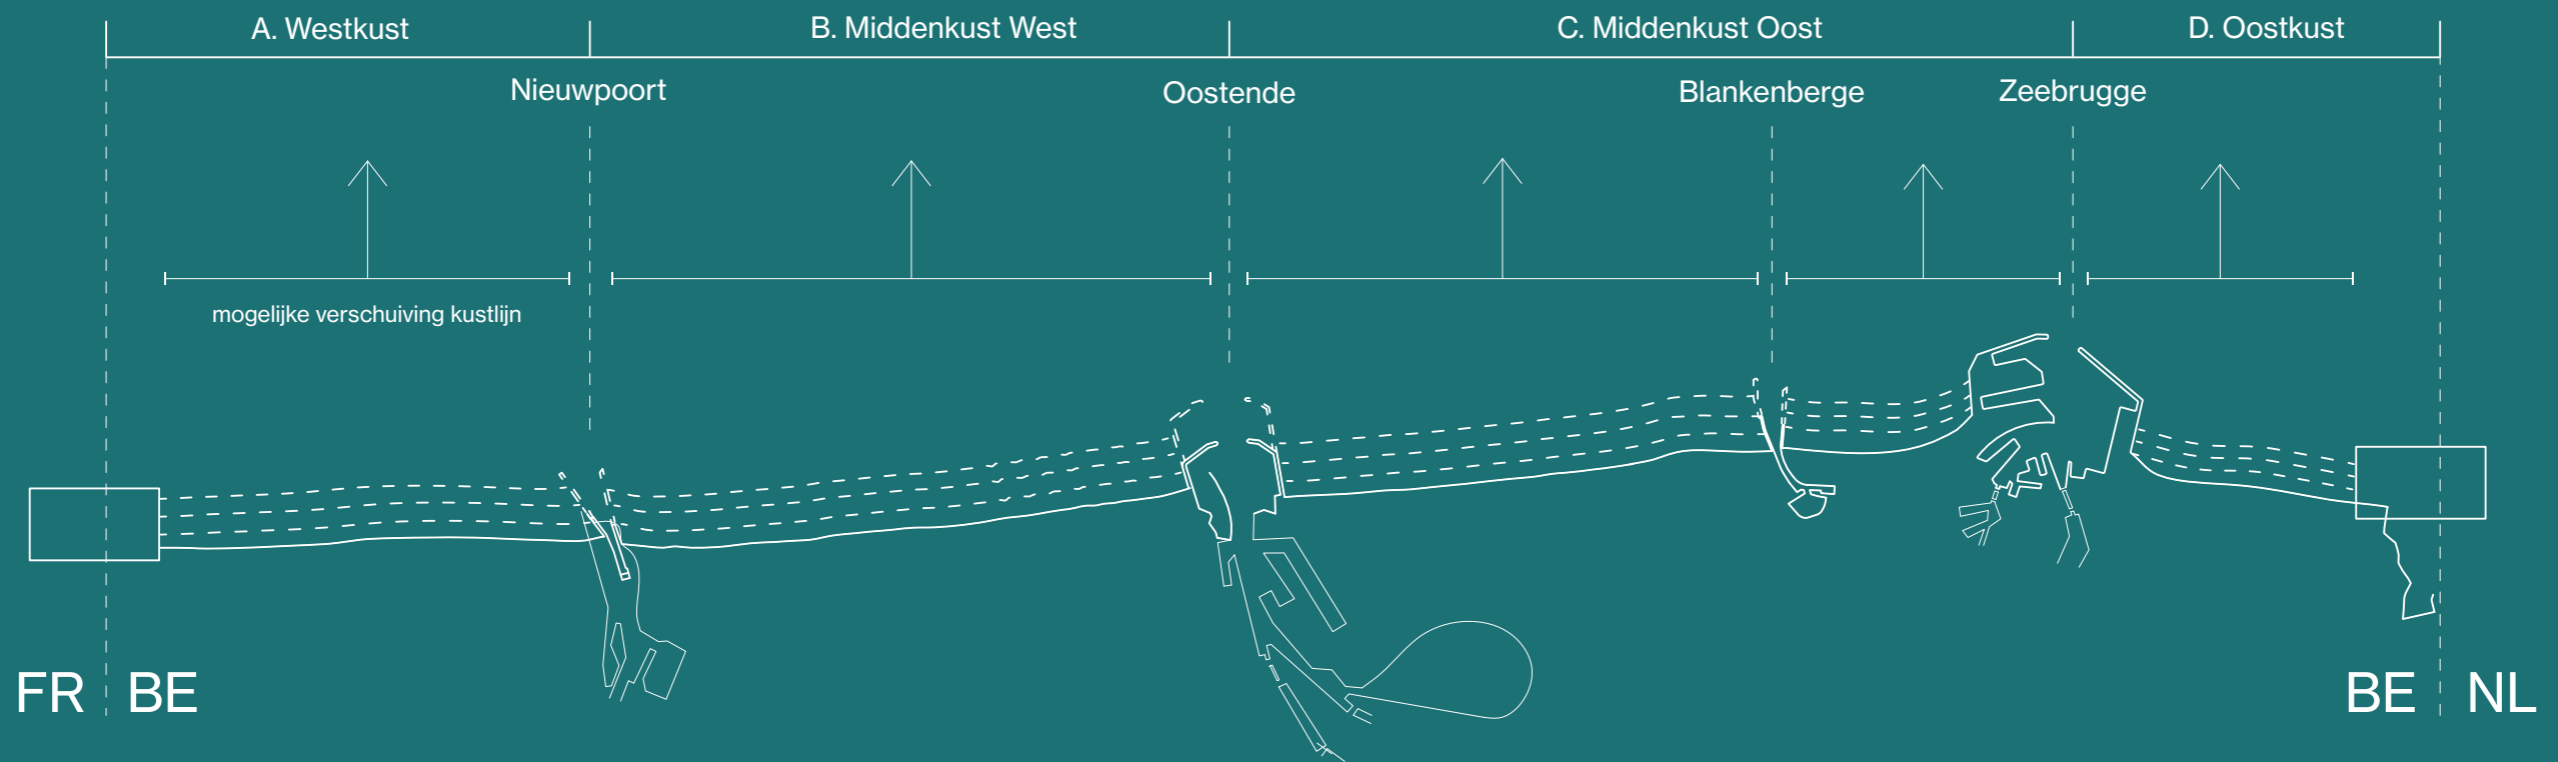 A. Westkust
B. Middenkust West
C. Middenkust Oost
D. Oostkust
Nieuwpoort
Oostende
Blankenberge
Zeebrugge
mogelijke verschuiving kustlijn
FR
BE
BE
NL